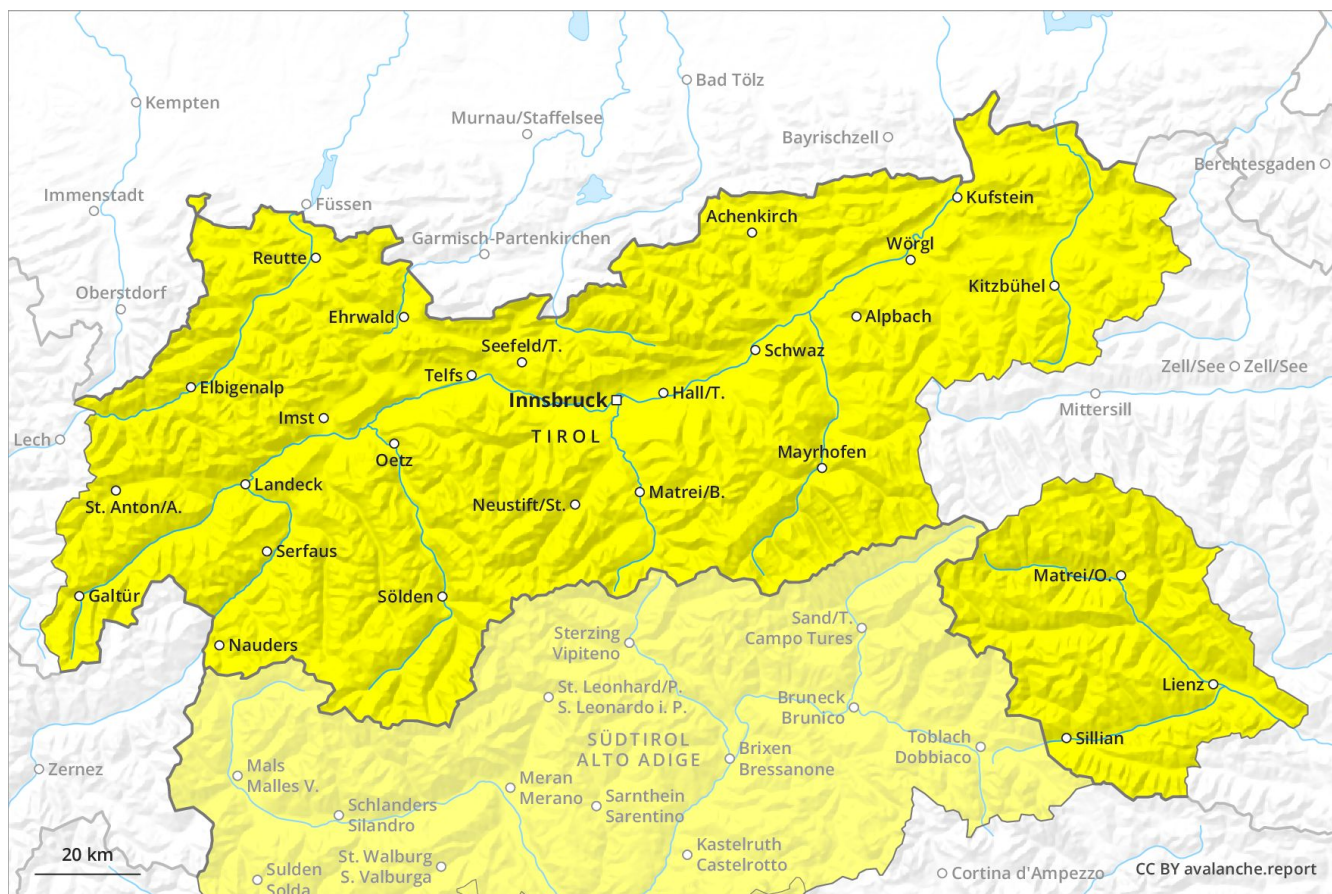 Bad Tölz
Kempten
Murnau/Staffelsee
Bayrischzell
Berchtesgaden
Immenstadt
Füssen
Kufstein
Achenkirch
Garmisch-Partenkirchen
Wörgl
Reutte
Kitzbühel
Oberstdorf
Ehrwald
Alpbach
Seefeld/T.
Schwaz
Zell/See
Zell/See
Telfs
Elbigenalp
Hall/T.
Innsbruck
Mittersill
Imst
TIROL
Lech
Oetz
Mayrhofen
Landeck
Matrei/B.
St. Anton/A.
Neustift/St.
Serfaus
Matrei/O.
Galtür
Sölden
Sand/T.
Campo Tures
Sterzing
Vipiteno
Nauders
Lienz
St. Leonhard/P.
S. Leonardo i. P.
Bruneck
Brunico
Sillian
Toblach
Dobbiaco
SÜDTIROL
ALTO ADIGE
Brixen
Bressanone
Zernez
Mals
Malles V.
Meran
Merano
Schlanders
Silandro
Sarnthein
Sarentino
Kastelruth
Castelrotto
20 km
St. Walburg
S. Valburga
Sulden
Solda
Cortina d'Ampezzo
CC BY avalanche.report